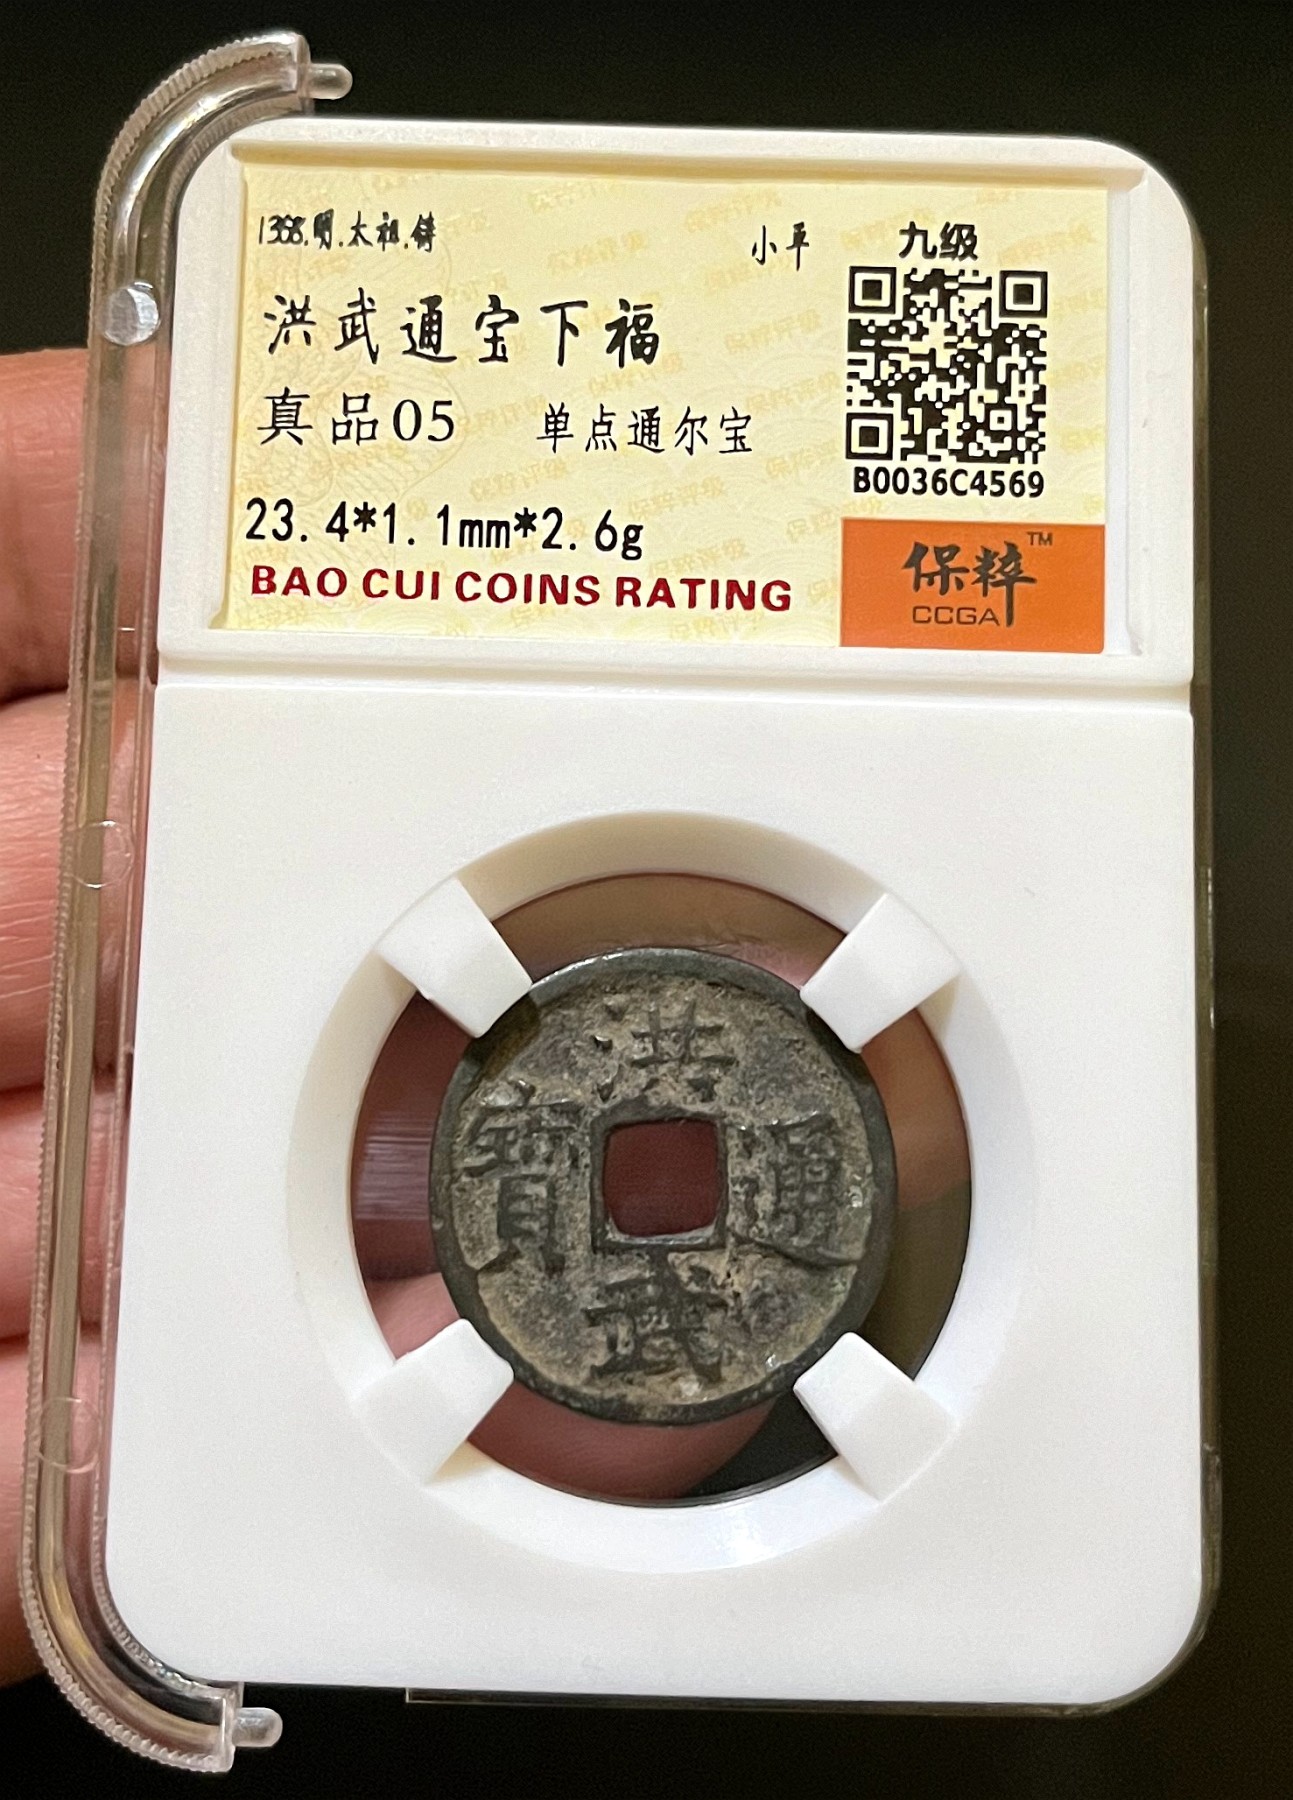 1368.明.太祖.铸
小平
九级
洪武通宝下福
真品05 单点通尔宝
B0036C4569
23.4*1.1mm*2.6g
BAO CUI COINS RATING
保粹™
CCGA
洪武通寶